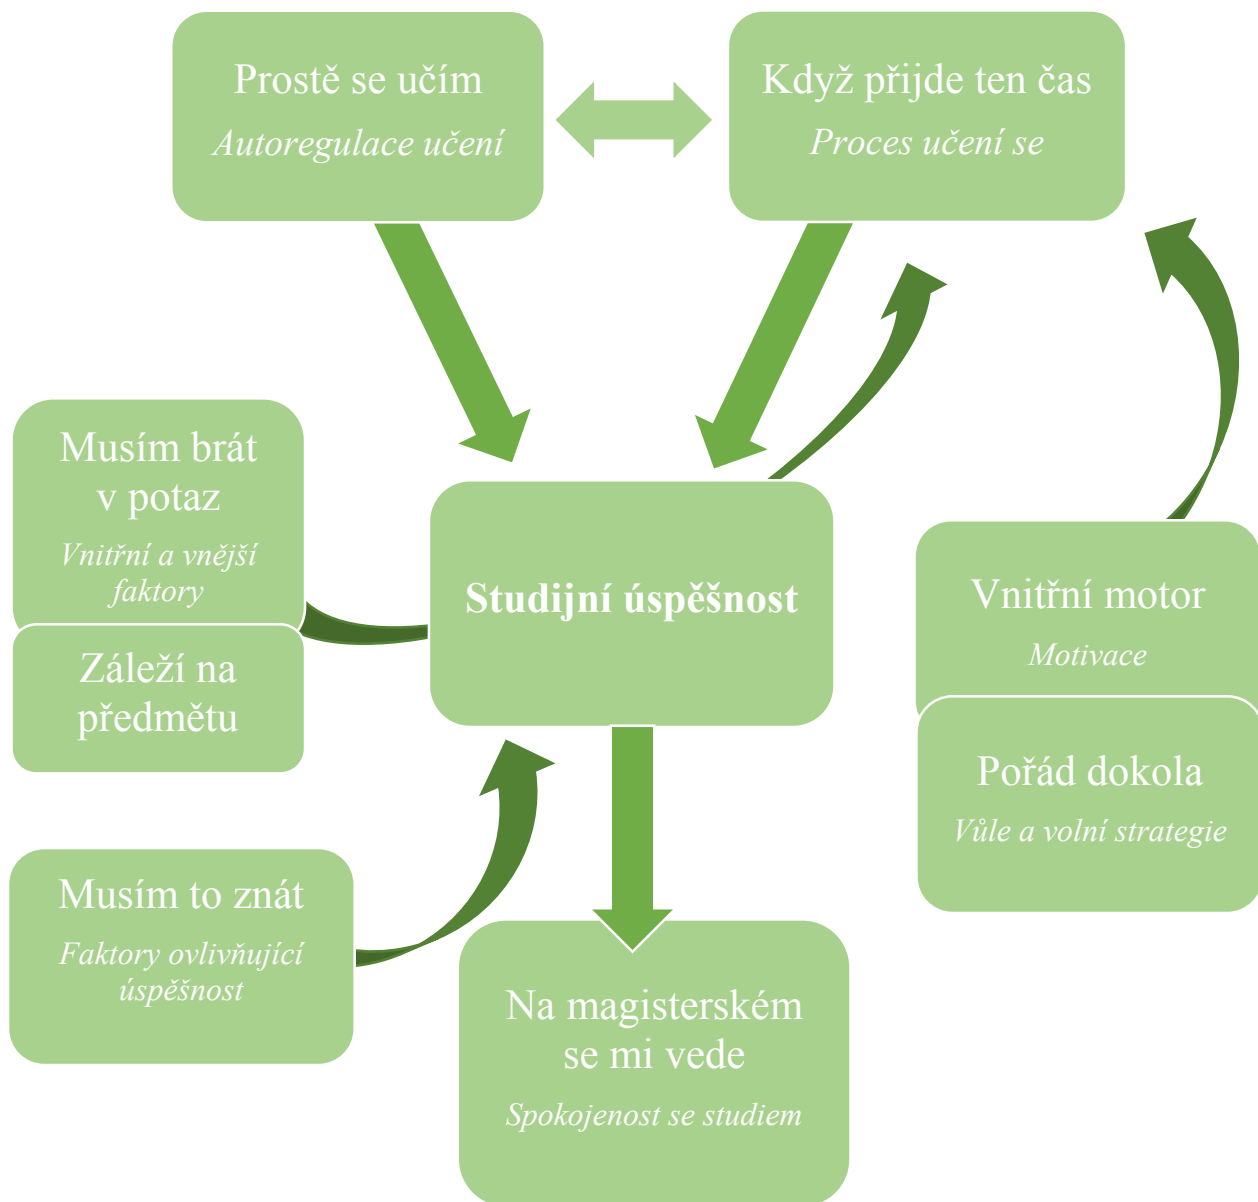 Prostě se učím
Autoregulace učení
Když přijde ten čas
Proces učení se
Musím brát
v potaz
Vnitřní a vnější
faktory
Záleží na
předmětu
Studijní úspěšnost
Vnitřní motor
Motivace
Pořád dokola
Vůle a volní strategie
Musím to znát
Faktory ovlivňující
úspěšnost
Na magisterském
se mi vede
Spokojenost se studiem